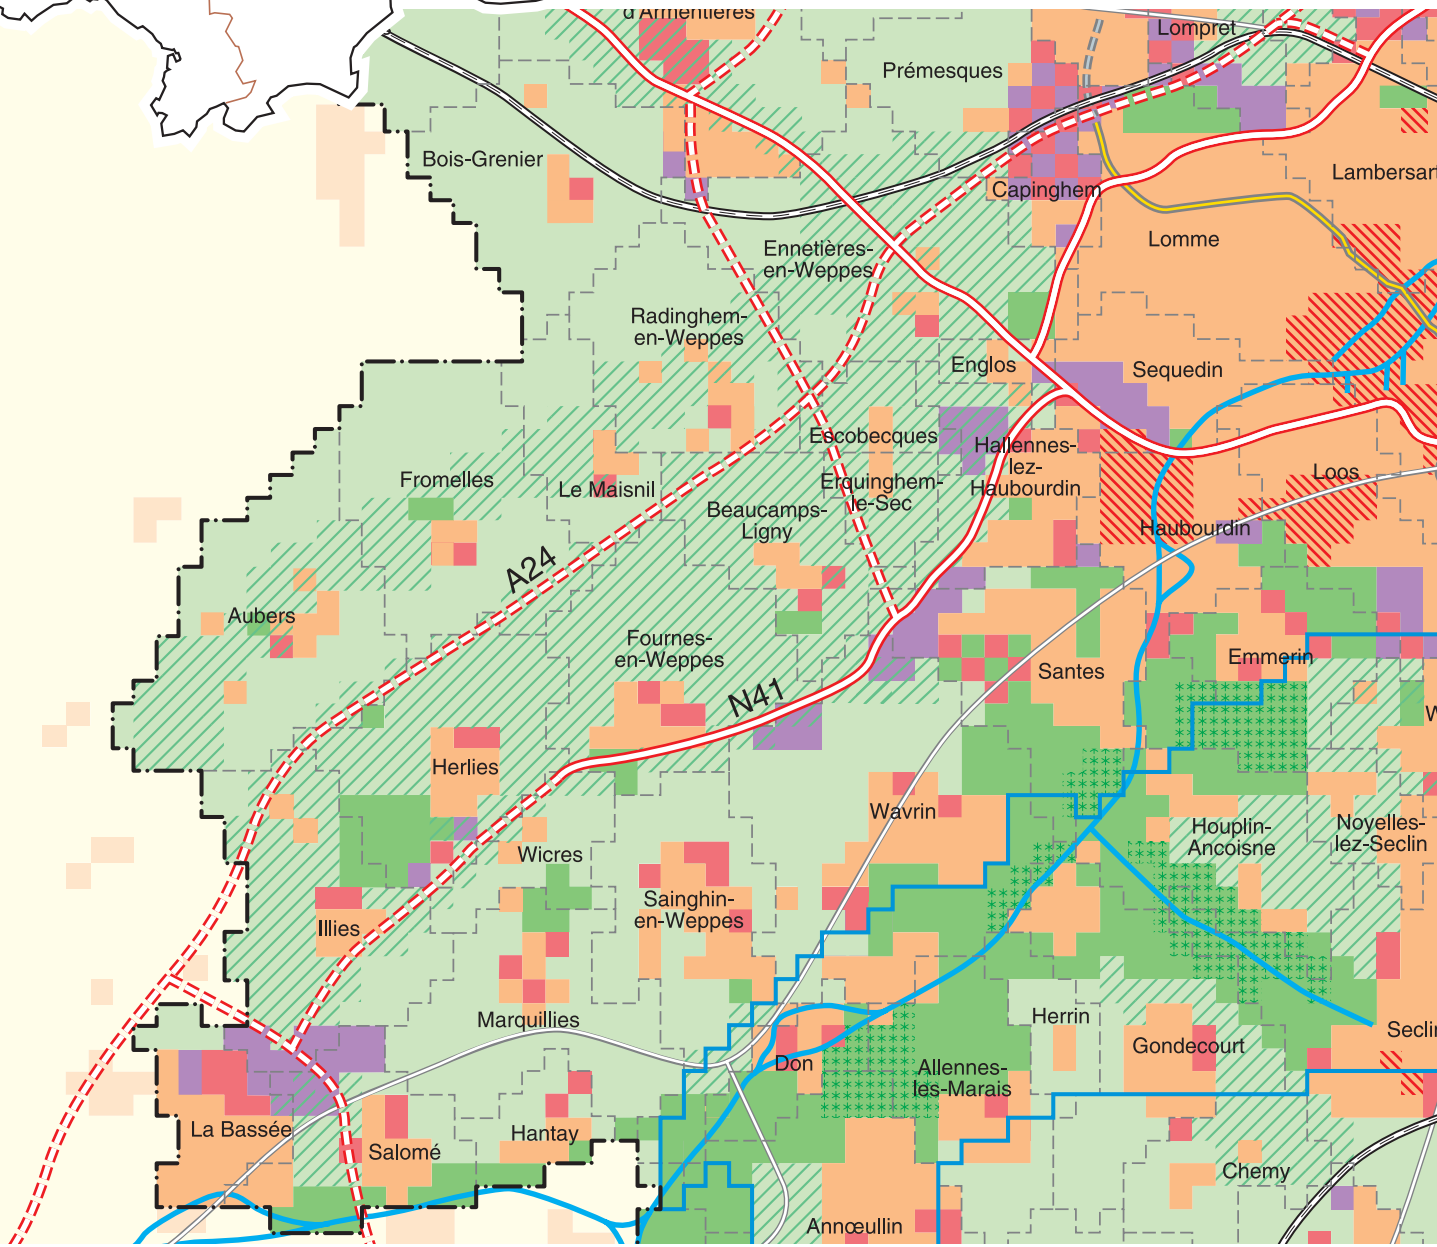 d'Armentières
Lompret
Prémesques
Bois-Grenier
Capinghem
Lambersart
Ennetières-
en-Weppes
Lomme
Radinghem-
en-Weppes
Englos
Sequedin
Escobecques
Hallennes-
lez-
Haubourdin
Loos
Fromelles
Le Maisnil
Erquinghem-
le-Sec
Beaucamps-
Ligny
Haubourdin
A24
Aubers
Fournes-
en-Weppes
Emmerin
Santes
N41
W
Herlies
Wavrin
Houplin-
Ancoisne
Noyelles-
lez-Seclin
Wicres
Sainghin-
en-Weppes
Illies
Marquillies
Herrin
Gondecourt
Seclin
Don
Allennes-
les-Marais
La Bassée
Salomé
Hantay
Chemy
Annœullin